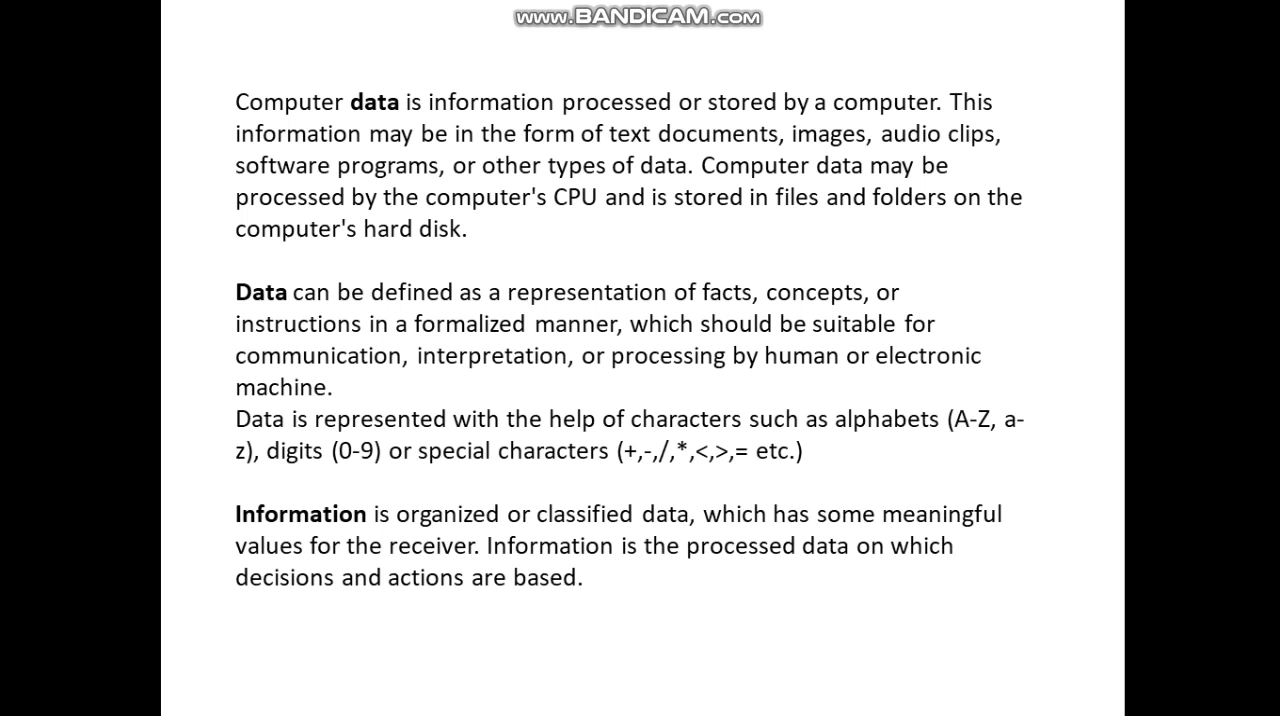 www.BANDICAM.com
Computer data is information processed or stored by a computer. This
information may be in the form of text documents, images, audio clips,
software programs, or other types of data. Computer data may be
processed by the computer's CPU and is stored in files and folders on the
computer's hard disk.
Data can be defined as a representation of facts, concepts, or
instructions in a formalized manner, which should be suitable for
communication, interpretation, or processing by human or electronic
machine.
Data is represented with the help of characters such as alphabets (A-Z, a-
z), digits (0-9) or special characters (+,-,/,*,<,>,= etc.)
Information is organized or classified data, which has some meaningful
values for the receiver. Information is the processed data on which
decisions and actions are based.